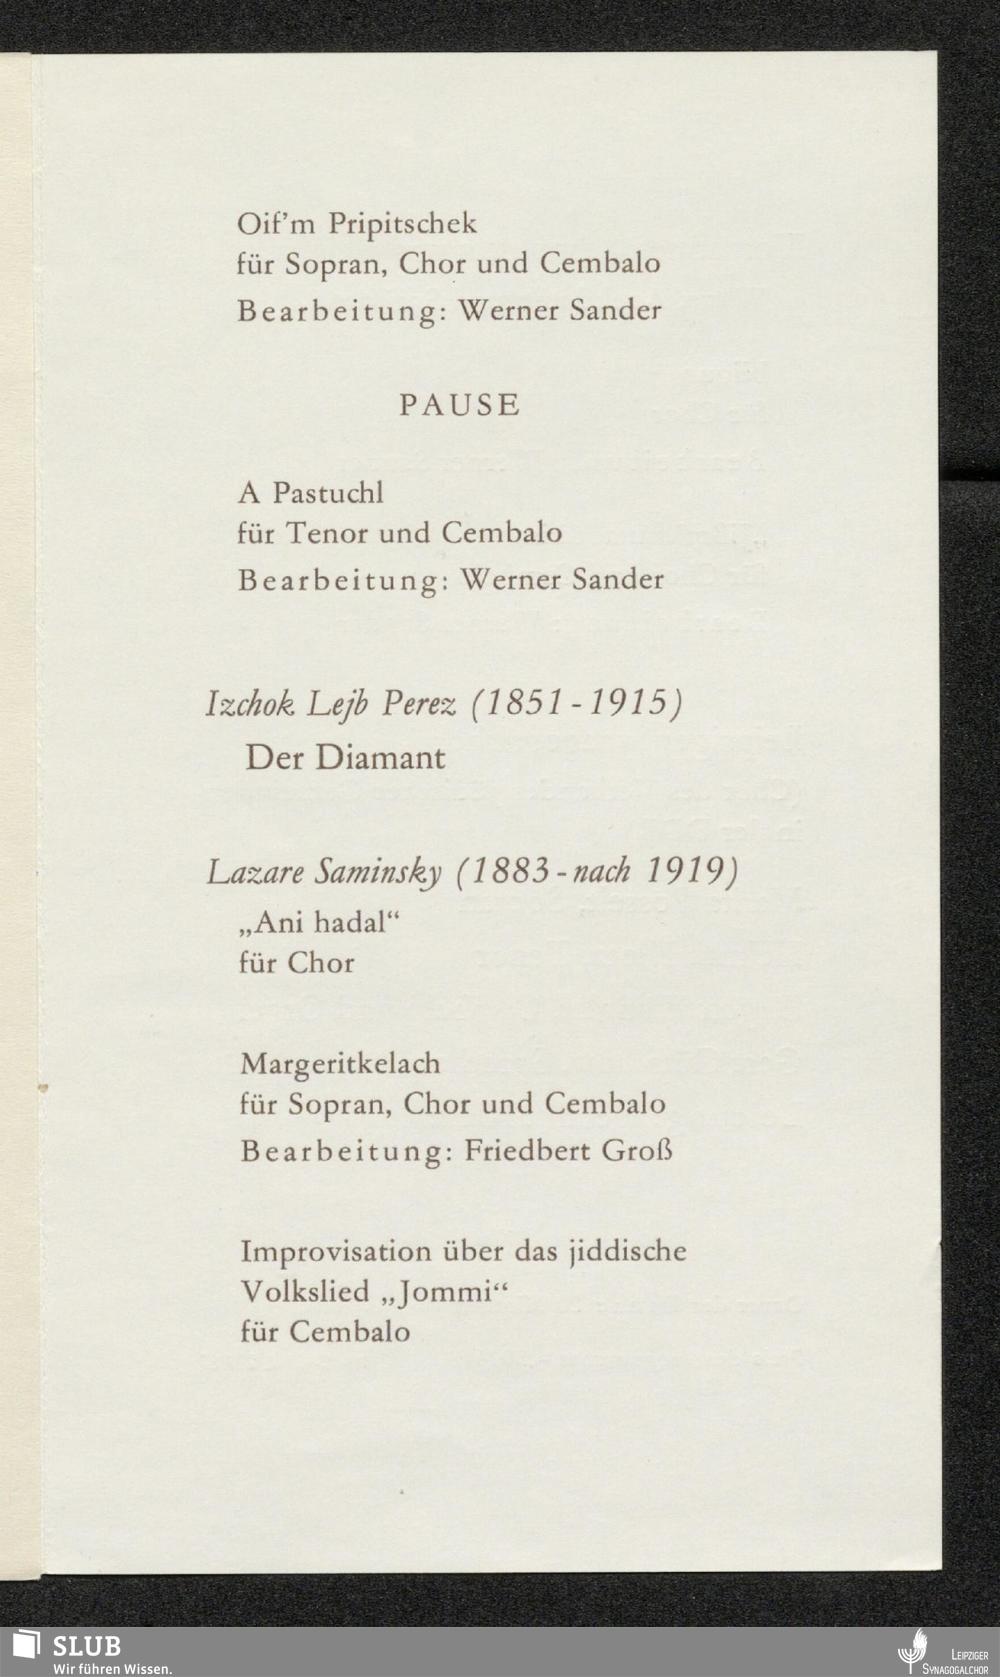 Oif’m Pripitschek
für Sopran, Chor und Cembalo
Bearbeitung: Werner Sander
PAUSE
A Pastuchl
für Tenor und Cembalo
Bearbeitung: Werner Sander
Izchok Lejb Perez (1851-1915)
Der Diamant
Lazare Saminsky (1883-nach 1919)
„Ani hadal“
für Chor
Margeritkelach
für Sopran, Chor und Cembalo
Bearbeitung: Friedbert Groß
Improvisation über das jiddische
Volkslied „Jommi“
für Cembalo
SLUB
Wir führen Wissen.
LEIPZIGER
SYNAGOGALCHOR